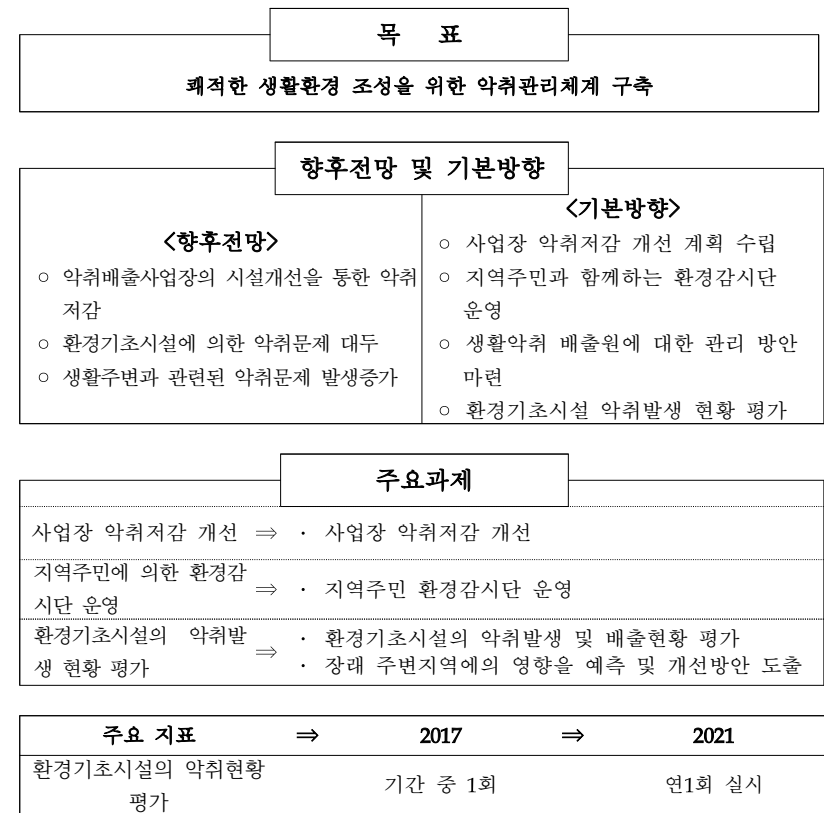 목 표
쾌적한 생활환경 조성을 위한 악취관리체계 구축
향후전망 및 기본방향
<향후전망>
○ 악취배출사업장의 시설개선을 통한 악취
저감
○ 환경기초시설에 의한 악취문제 대두
○ 생활주변과 관련된 악취문제 발생증가
<기본방향>
○ 사업장 악취저감 개선 계획 수립
○ 지역주민과 함께하는 환경감시단
운영
○ 생활악취 배출원에 대한 관리 방안
마련
○ 환경기초시설 악취발생 현황 평가
주요과제
사업장 악취저감 개선 ⇒ · 사업장 악취저감 개선
지역주민에 의한 환경감
시단 운영
⇒ · 지역주민 환경감시단 운영
환경기초시설의 악취발
생 현황 평가
⇒
· 환경기초시설의 악취발생 및 배출현황 평가
· 장래 주변지역에의 영향을 예측 및 개선방안 도출
주요 지표 ⇒ 2017 ⇒ 2021
환경기초시설의 악취현황
평가
기간 중 1회 연1회 실시